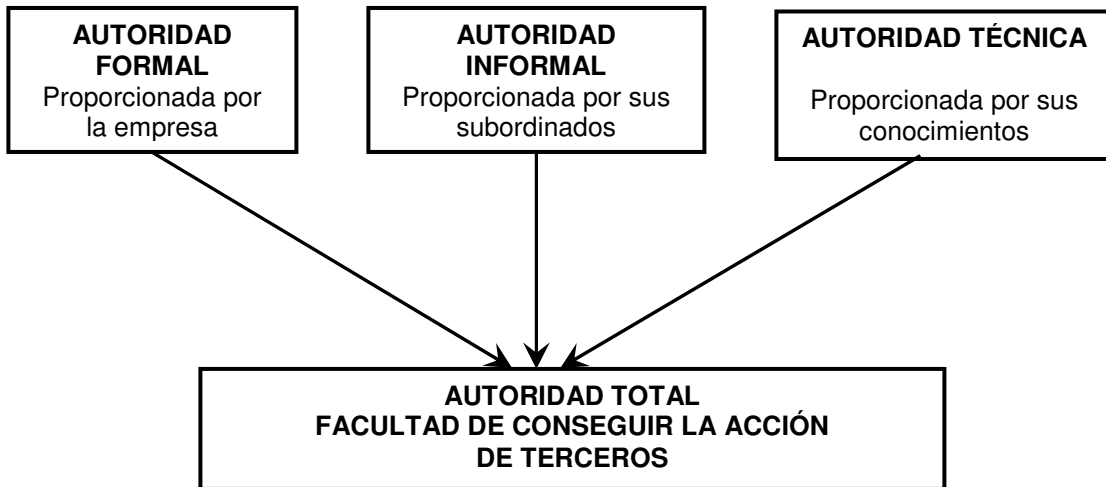 AUTORIDAD
FORMAL
Proporcionada por
la empresa
AUTORIDAD
INFORMAL
Proporcionada por sus
subordinados
AUTORIDAD TÉCNICA
Proporcionada por sus
conocimientos
AUTORIDAD TOTAL
FACULTAD DE CONSEGUIR LA ACCIÓN
DE TERCEROS